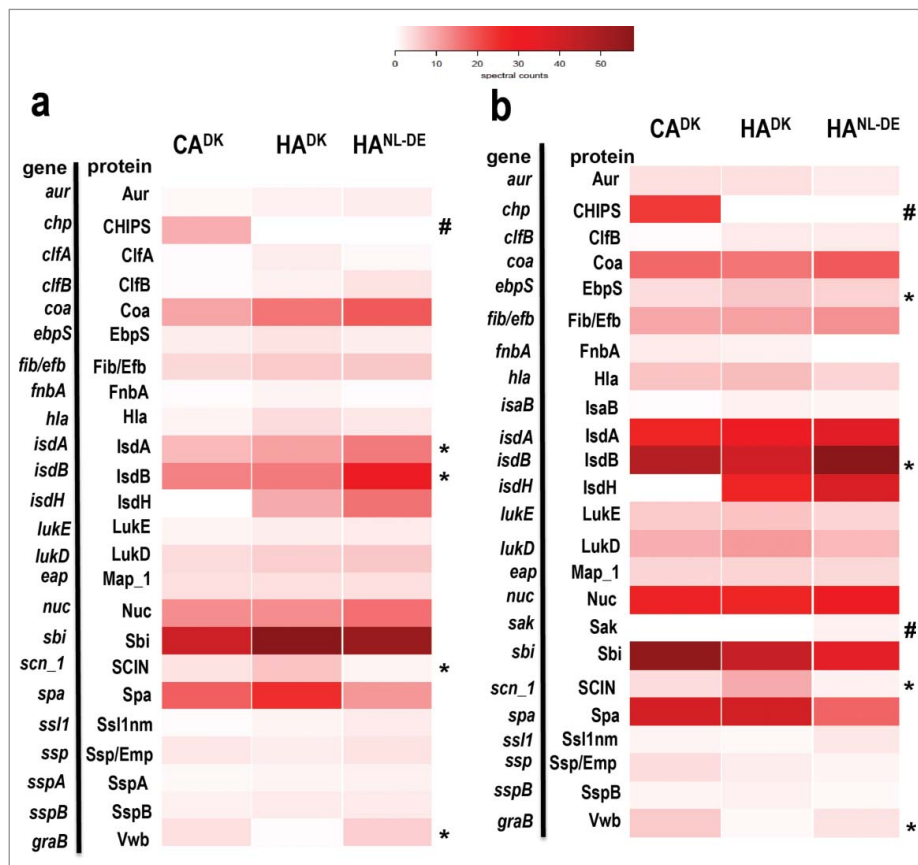 0 10 20 30 40 50
spectral counts
a
CA^DK HA^DK HA^NL-DE
gene protein
aur Aur
chp CHIPS #
clfA ClfA
clfB ClfB
coa Coa
ebpS EbpS
fib/efb Fib/Efb
fnbA FnbA
hla Hla
isdA IsdA *
isdB IsdB *
isdH IsdH
lukE LukE
lukD LukD
eap Map_1
nuc Nuc
sbi Sbi
scn_1 SCIN *
spa Spa
ssl1 Ssl1nm
ssp Ssp/Emp
sspA SspA
sspB SspB
graB Vwb *
b
CA^DK HA^DK HA^NL-DE
gene protein
aur Aur
chp CHIPS #
clfB ClfB
coa Coa
ebpS EbpS *
fib/efb Fib/Efb
fnbA FnbA
hla Hla
isaB IsaB
isdA IsdA
isdB IsdB *
isdH IsdH
lukE LukE
lukD LukD
eap Map_1
nuc Nuc
sak Sak #
sbi Sbi
scn_1 SCIN *
spa Spa
ssl1 Ssl1nm
ssp Ssp/Emp
sspB SspB
graB Vwb *